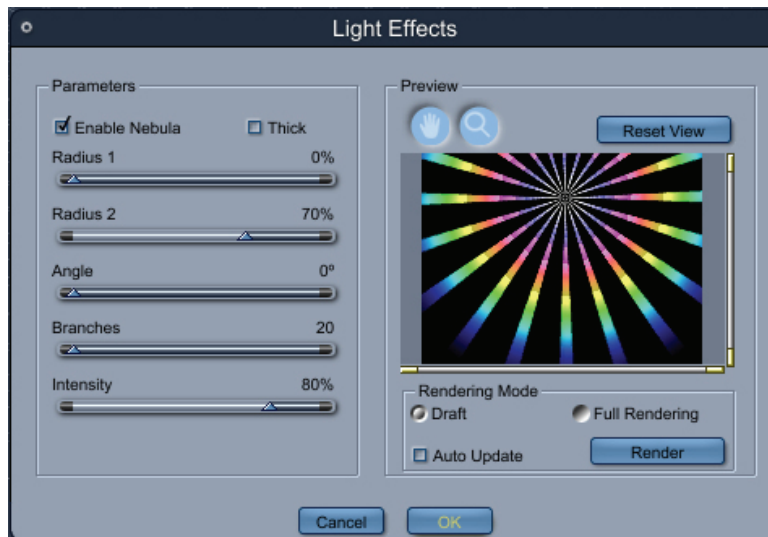 Light Effects
Parameters
Enable Nebula Thick
Radius 1 0%
Radius 2 70%
Angle 0º
Branches 20
Intensity 80%
Preview
Reset View
Rendering Mode
Draft Full Rendering
Auto Update Render
Cancel OK